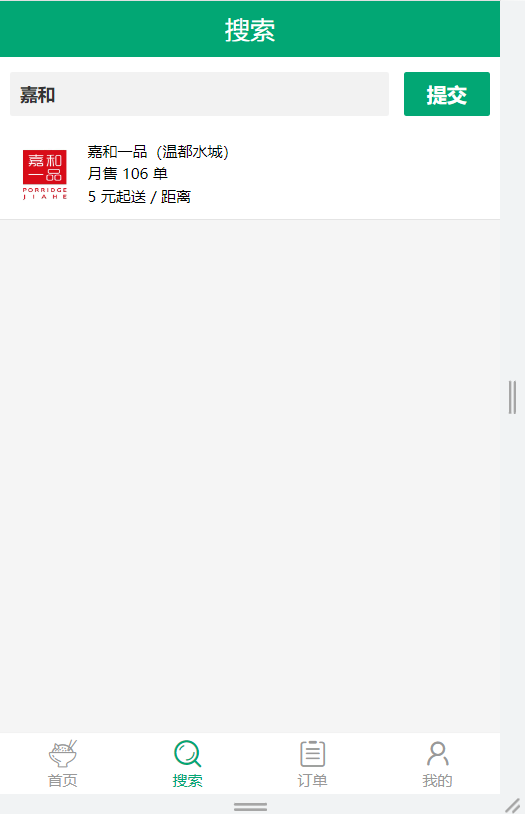 搜索
嘉和
提交
嘉和
一品
PORRIDGE
JIAHE
嘉和一品（温都水城）
月售 106 单
5 元起送 / 距离
首页
搜索
订单
我的